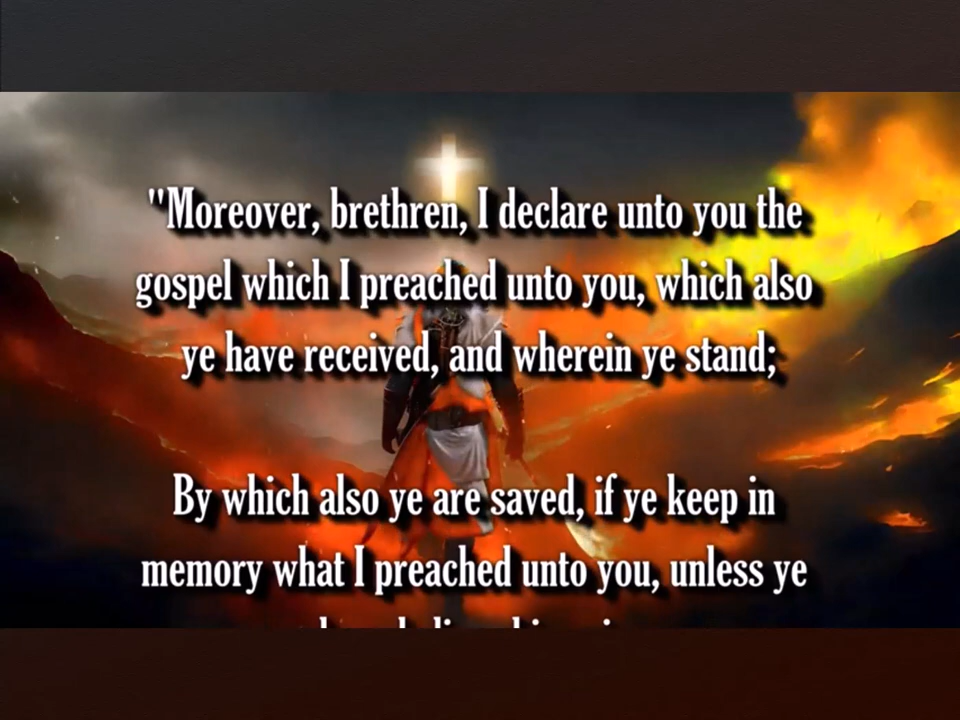 "Moreover, brethren, I declare unto you the
gospel which I preached unto you, which also
ye have received, and wherein ye stand;
By which also ye are saved, if ye keep in
memory what I preached unto you, unless ye